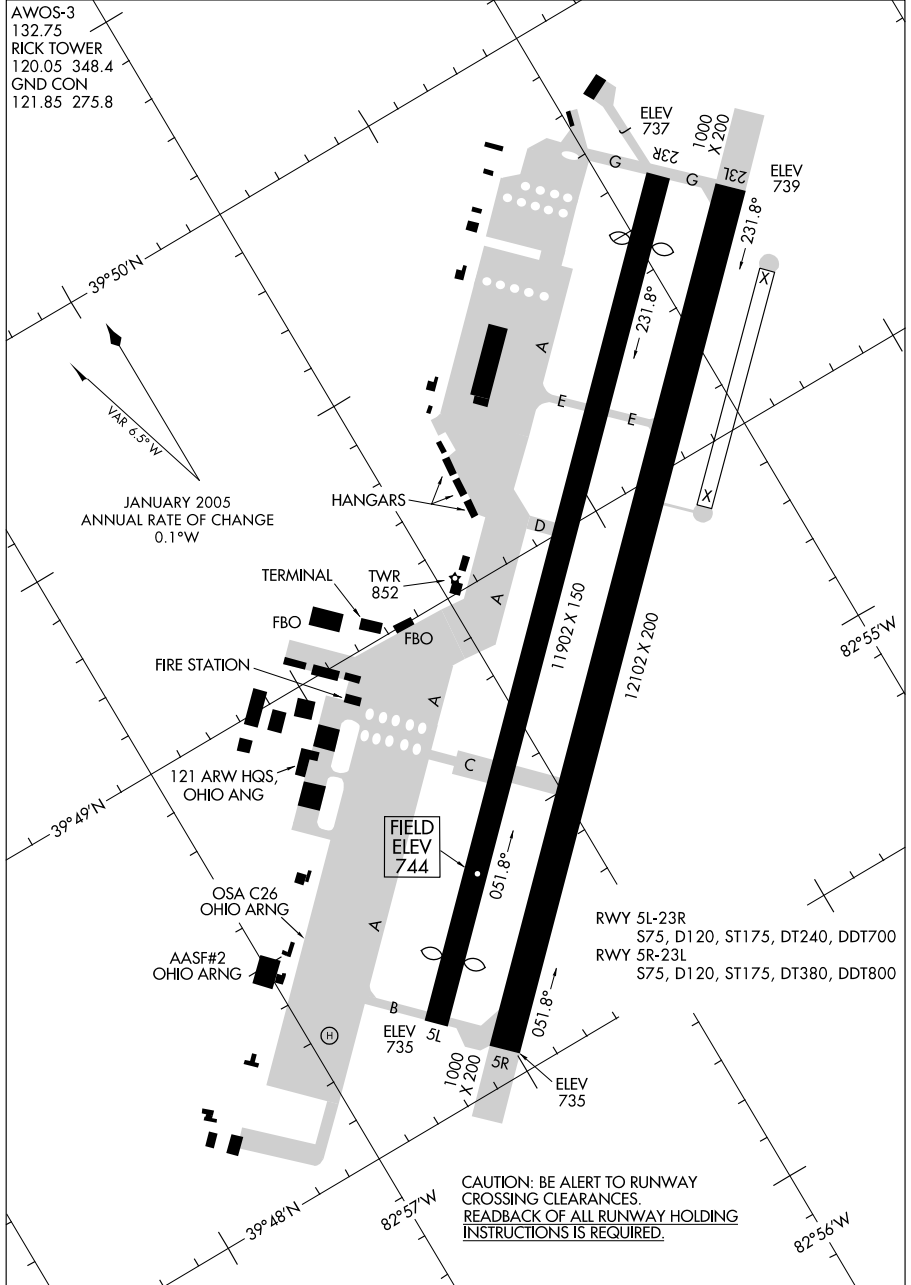 AWOS-3
132.75
RICK TOWER
120.05 348.4
GND CON
121.85 275.8
ELEV
737
1000
X 200
J
G
23R
G
23L
ELEV
739
231.8°
39°50'N
231.8°
X
A
VAR 6.5° W
E
E
X
JANUARY 2005
ANNUAL RATE OF CHANGE
0.1°W
HANGARS
D
TERMINAL
TWR
852
A
FBO
FBO
11902 X 150
12102 X 200
82°55'W
FIRE STATION
A
121 ARW HQS,
OHIO ANG
C
39°49'N
FIELD
ELEV
744
051.8°
OSA C26
OHIO ARNG
A
RWY 5L-23R
S75, D120, ST175, DT240, DDT700
RWY 5R-23L
S75, D120, ST175, DT380, DDT800
AASF#2
OHIO ARNG
051.8°
B
H
ELEV
735
5L
1000
X 200
5R
ELEV
735
CAUTION: BE ALERT TO RUNWAY
CROSSING CLEARANCES.
READBACK OF ALL RUNWAY HOLDING
INSTRUCTIONS IS REQUIRED.
39°48'N
82°57'W
82°56'W